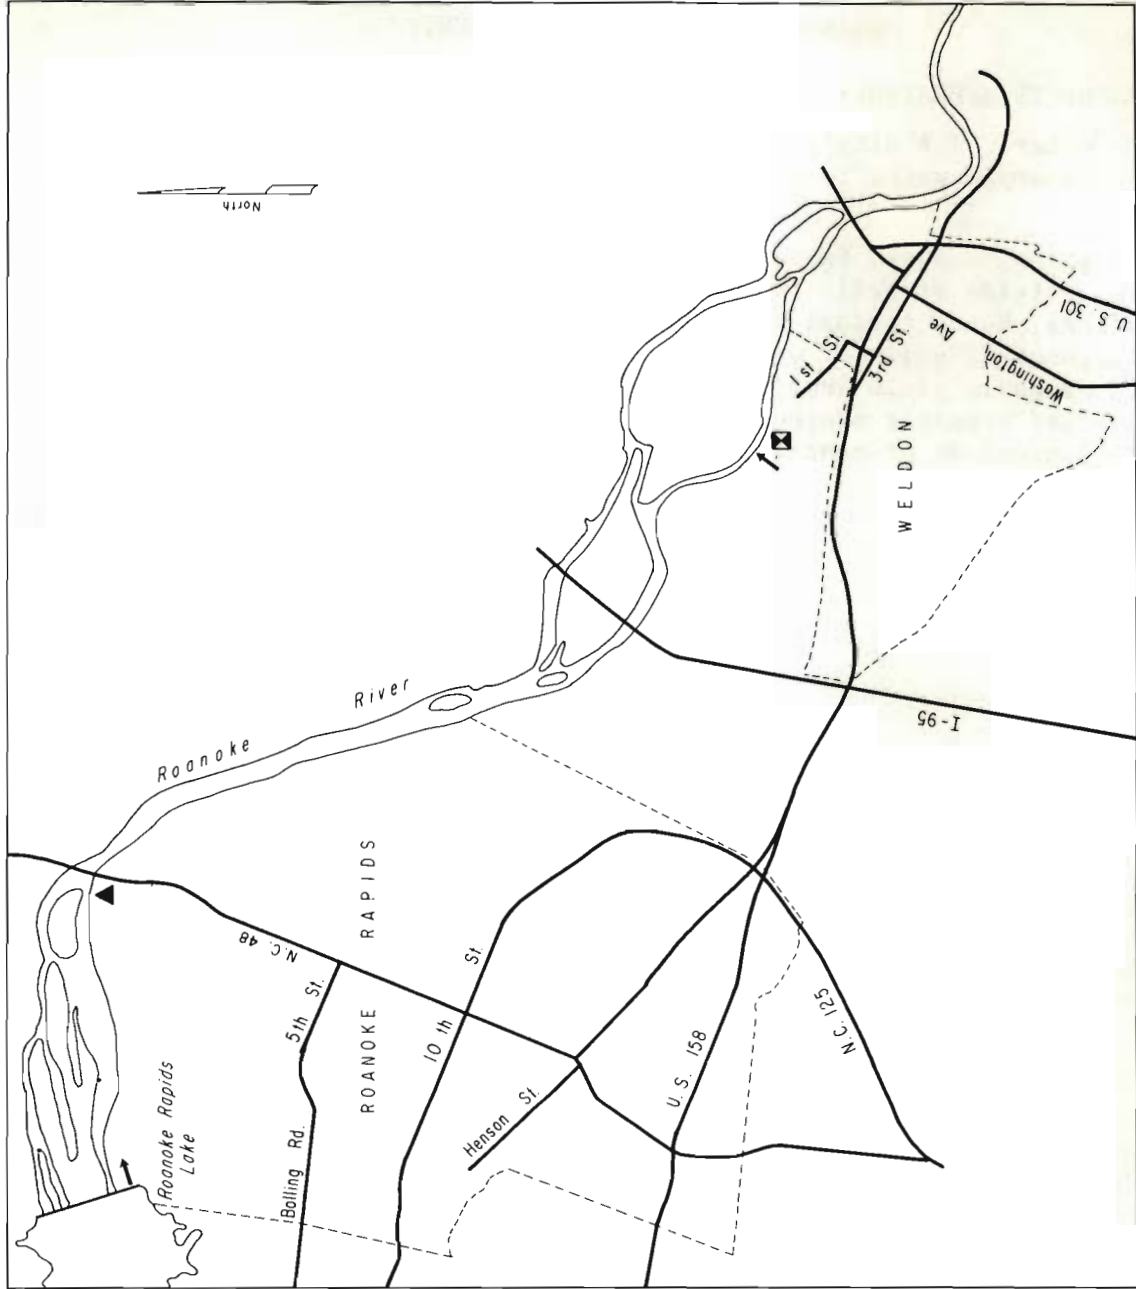 North
Roanoke River
Roanoke Rapids
Lake
N.C. 48
5th St.
Bolling Rd.
ROANOKE RAPIDS
10 th St.
Henson St.
U.S. 158
N.C. 125
I-95
WELDON
1st St.
3rd St.
Washington Ave
U.S. 301